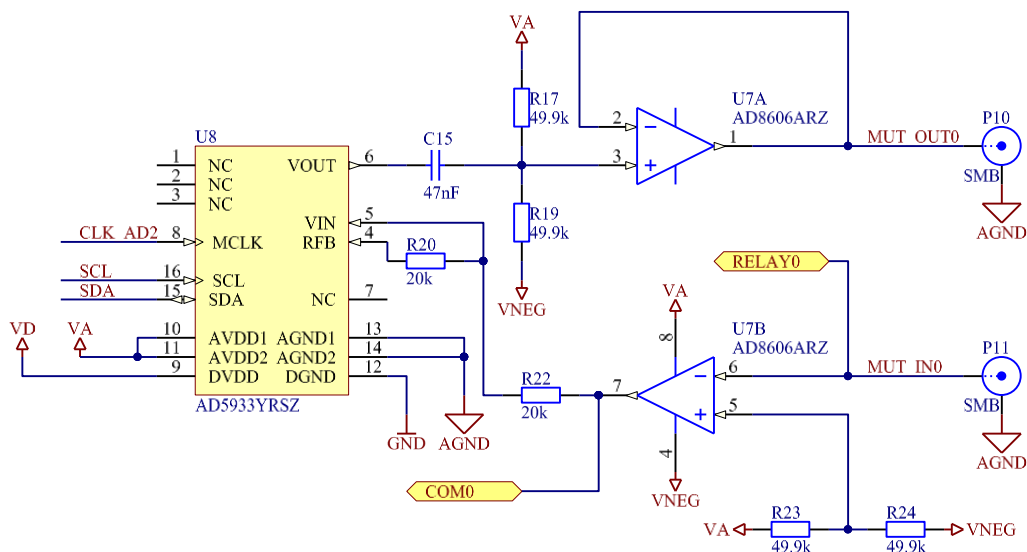 VA
R17
49.9k
U7A
AD8606ARZ
2
3
1
MUT_OUT0
P10
SMB
AGND
U8
1
NC
2
NC
3
NC
VOUT
6
C15
47nF
VIN
5
RFB
4
CLK_AD2
8
MCLK
R20
20k
R19
49.9k
VNEG
SCL
16
SCL
SDA
15
SDA
NC
7
RELAY0
VD
VA
10
AVDD1
11
AVDD2
9
DVDD
AGND1
13
AGND2
14
DGND
12
AD5933YRSZ
GND
AGND
R22
20k
7
VA
8
U7B
AD8606ARZ
6
5
4
VNEG
MUT_IN0
P11
SMB
AGND
COM0
VA
R23
49.9k
R24
49.9k
VNEG